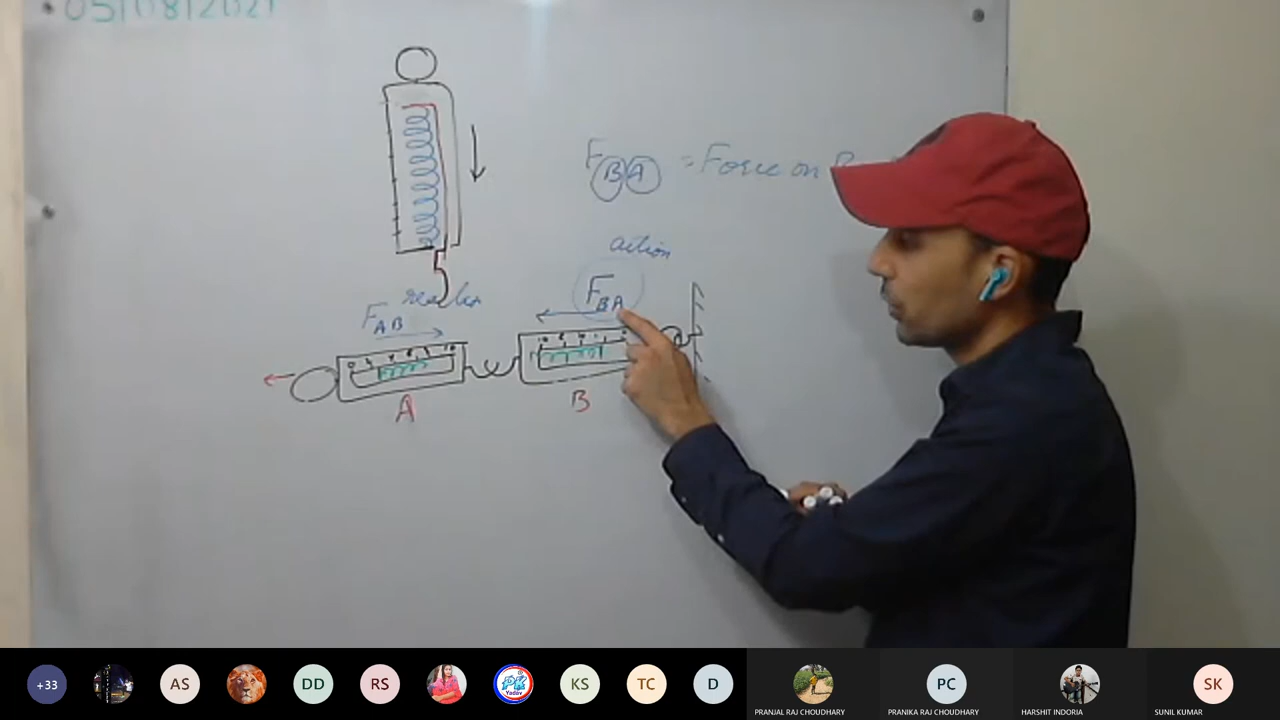 05/08/2021
F BA = Force on
action
F BA
F AB
A
B
+33
AS
DD
RS
Yadav
KS
TC
D
PC
SK
PRANJAL RAJ CHOUDHARY
PRANIKA RAJ CHOUDHARY
HARSHIT INDORIA
SUNIL KUMAR